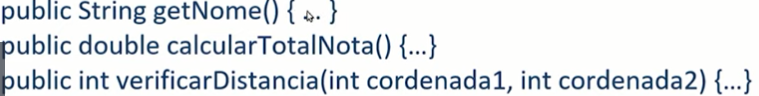 public String getNome() { ... }
public double calcularTotalNota() {...}
public int verificarDistancia(int cordenada1, int cordenada2) {...}